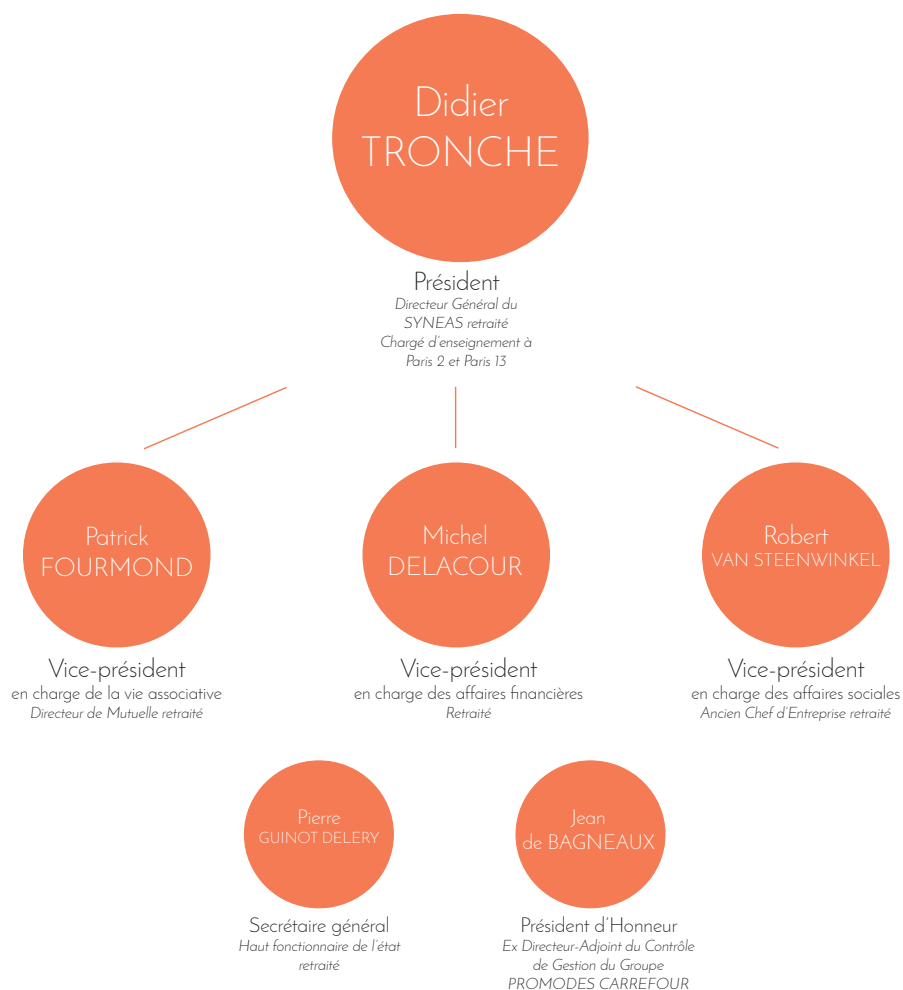 Didier
TRONCHE
Président
Directeur Général du
SYNEAS retraité
Chargé d'enseignement à
Paris 2 et Paris 13
Patrick
FOURMOND
Vice-président
en charge de la vie associative
Directeur de Mutuelle retraité
Michel
DELACOUR
Vice-président
en charge des affaires financières
Retraité
Robert
VAN STEENWINKEL
Vice-président
en charge des affaires sociales
Ancien Chef d'Entreprise retraité
Pierre
GUINOT DELERY
Secrétaire général
Haut fonctionnaire de l'état
retraité
Jean
de BAGNEAUX
Président d'Honneur
Ex Directeur-Adjoint du Contrôle
de Gestion du Groupe
PROMODES CARREFOUR